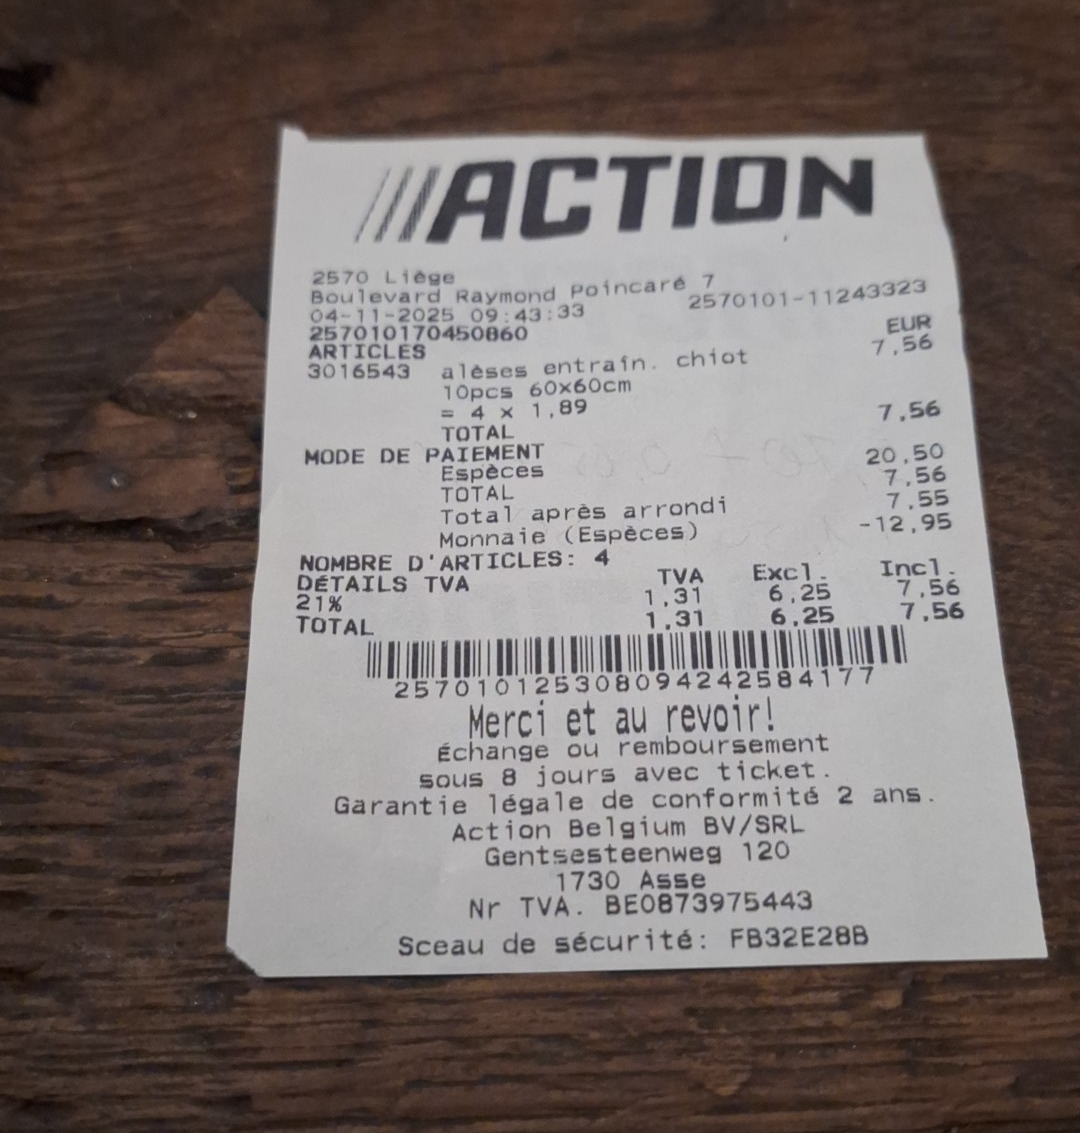 ///ACTION
2570 Liège
Boulevard Raymond Poincaré 7
04-11-2025 09:43:33 2570101-11243323
257010170450860
ARTICLES EUR
3016543 alèses entraîn. chiot 7,56
10pcs 60x60cm
= 4 x 1,89
TOTAL 7,56
MODE DE PAIEMENT
Espèces 20,50
TOTAL 7,56
Total après arrondi 7,55
Monnaie (Espèces) -12,95
NOMBRE D'ARTICLES: 4
DÉTAILS TVA TVA Excl. Incl.
21% 1,31 6,25 7,56
TOTAL 1,31 6,25 7,56
2570101253080942425​84177
Merci et au revoir!
Échange ou remboursement
sous 8 jours avec ticket.
Garantie légale de conformité 2 ans.
Action Belgium BV/SRL
Gentsesteenweg 120
1730 Asse
Nr TVA. BE0873975443
Sceau de sécurité: FB32E28B